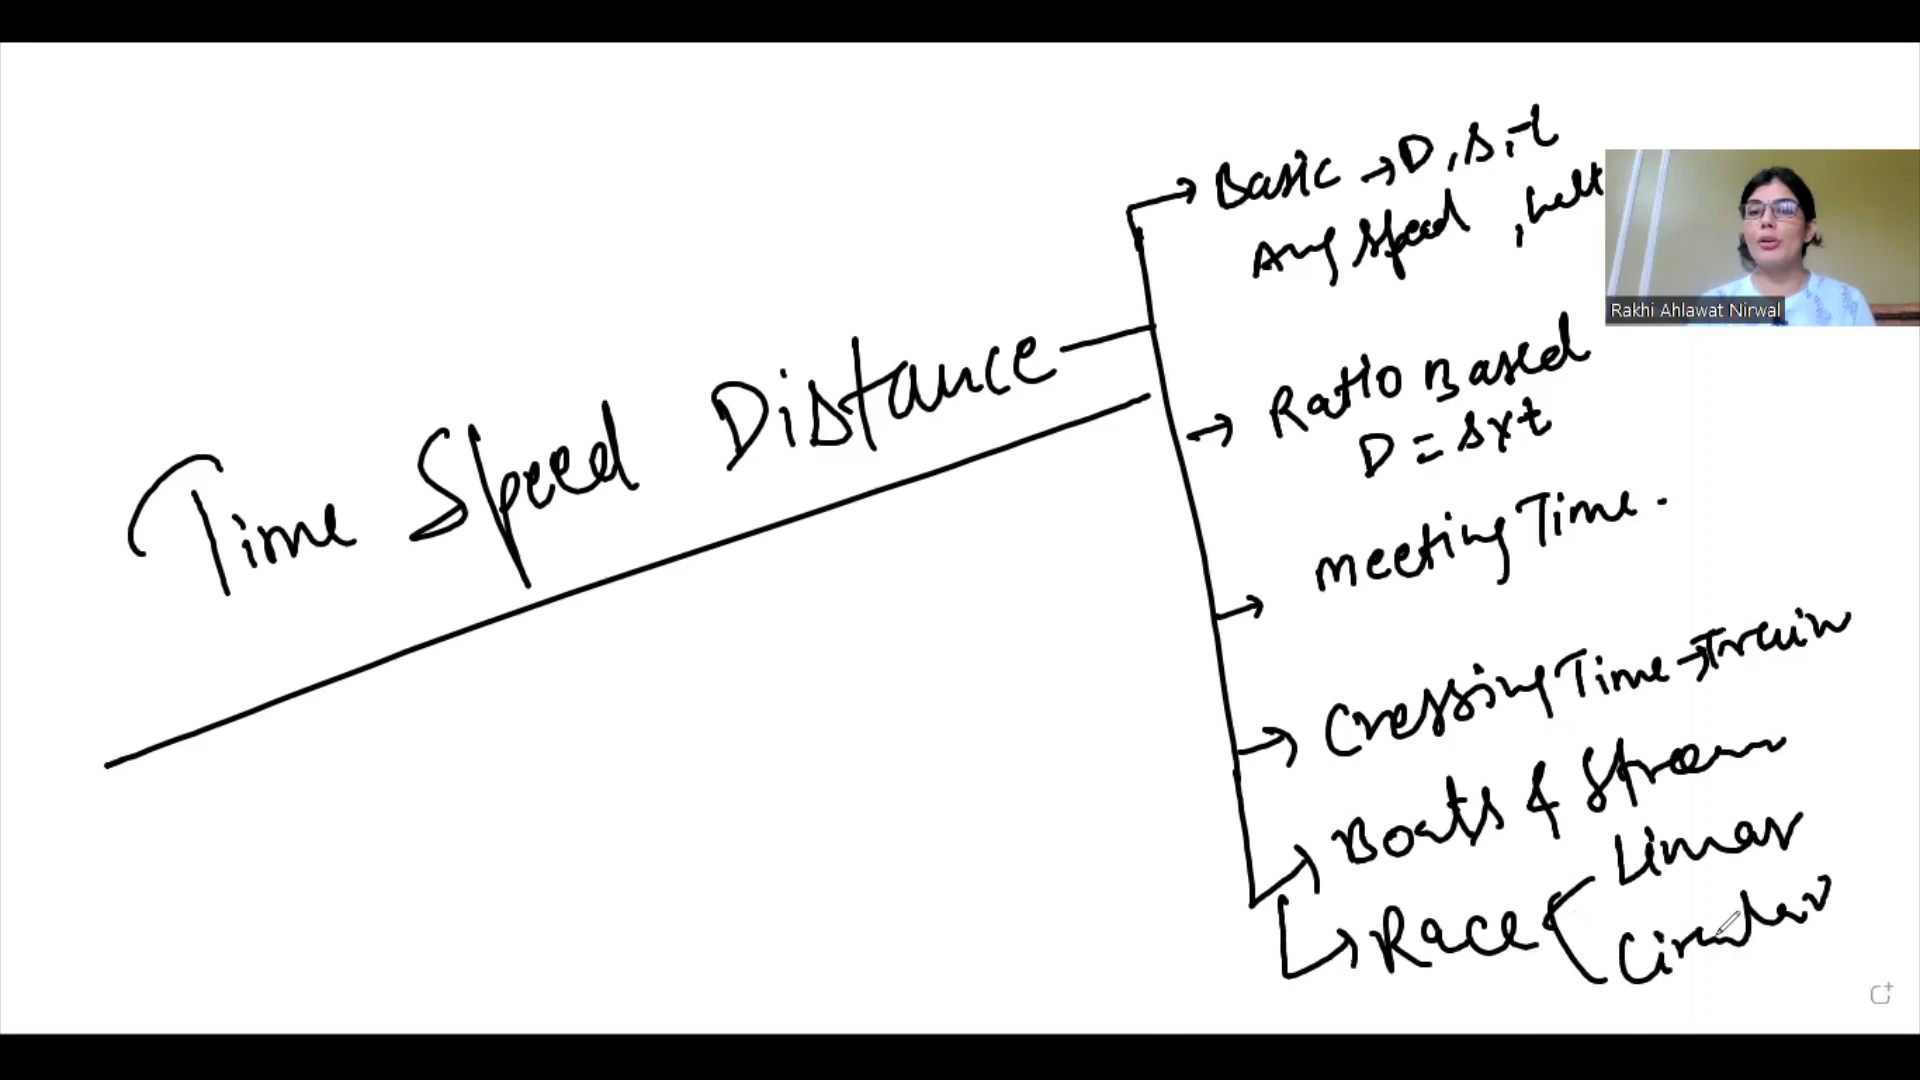 Time Speed Distance
Basic → D, s, t
Avg Speed ,
Rakhi Ahlawat Nirwal
Ratio Based
D = s x t
meeting Time .
Crossing Time → Train
Boats & Stream
Race
Linear
Circular